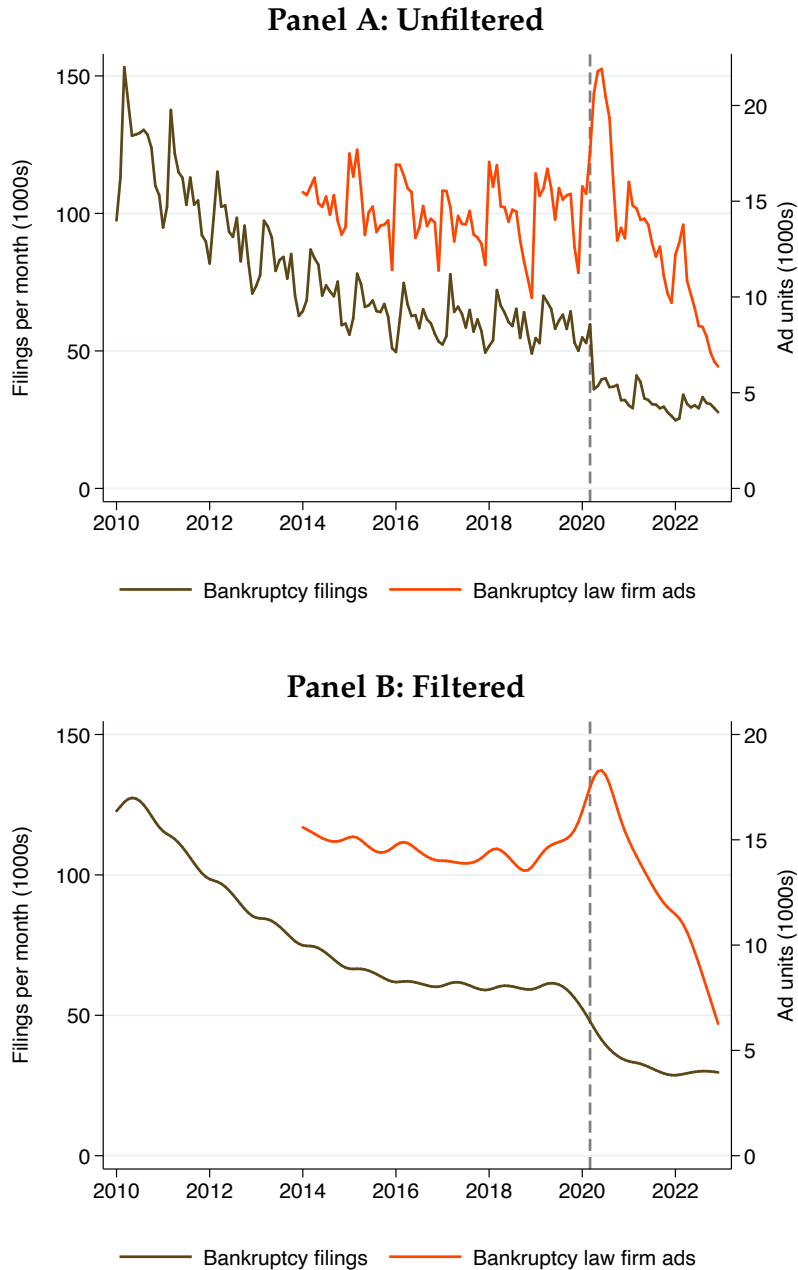 Panel A: Unfiltered
Filings per month (1000s)
150
100
50
0
20
15
10
5
0
Ad units (1000s)
2010 2012 2014 2016 2018 2020 2022
Bankruptcy filings Bankruptcy law firm ads
Panel B: Filtered
Filings per month (1000s)
150
100
50
0
20
15
10
5
0
Ad units (1000s)
2010 2012 2014 2016 2018 2020 2022
Bankruptcy filings Bankruptcy law firm ads